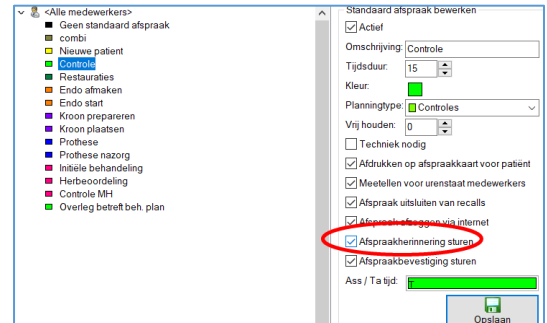 <Alle medewerkers>
Geen standaard afspraak
combi
Nieuwe patient
Controle
Restauraties
Endo afmaken
Endo start
Kroon prepareren
Kroon plaatsen
Prothese
Prothese nazorg
Initiële behandeling
Herbeoordeling
Controle MH
Overleg betreft beh. plan
Standaard afspraak bewerken
Actief
Omschrijving: Controle
Tijdsduur: 15
Kleur:
Planningtype: Controles
Vrij houden: 0
Techniek nodig
Afdrukken op afspraakkaart voor patiënt
Meetellen voor urenstaat medewerkers
Afspraak uitsluiten van recalls
Afspraak afzeggen via internet
Afspraakherinnering sturen
Afspraakbevestiging sturen
Ass / Ta tijd: T
Opslaan